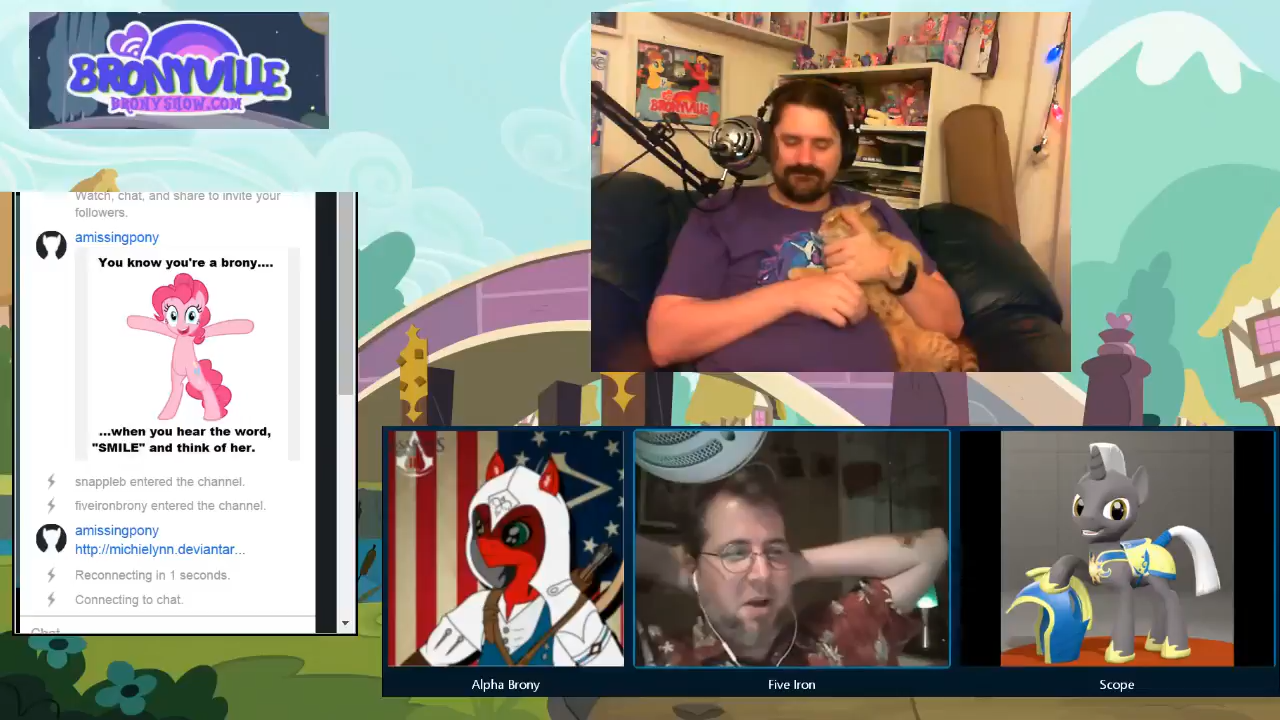 BRONYVILLE
BRONYSHOW.COM
Watch, chat, and share to invite your
followers.
amissingpony
You know you're a brony....
...when you hear the word,
"SMILE" and think of her.
snappleb entered the channel.
fiveironbrony entered the channel.
amissingpony
http://michielynn.deviantar...
Reconnecting in 1 seconds.
Connecting to chat.
Chat
BRONYVILLE
Alpha Brony
Five Iron
Scope